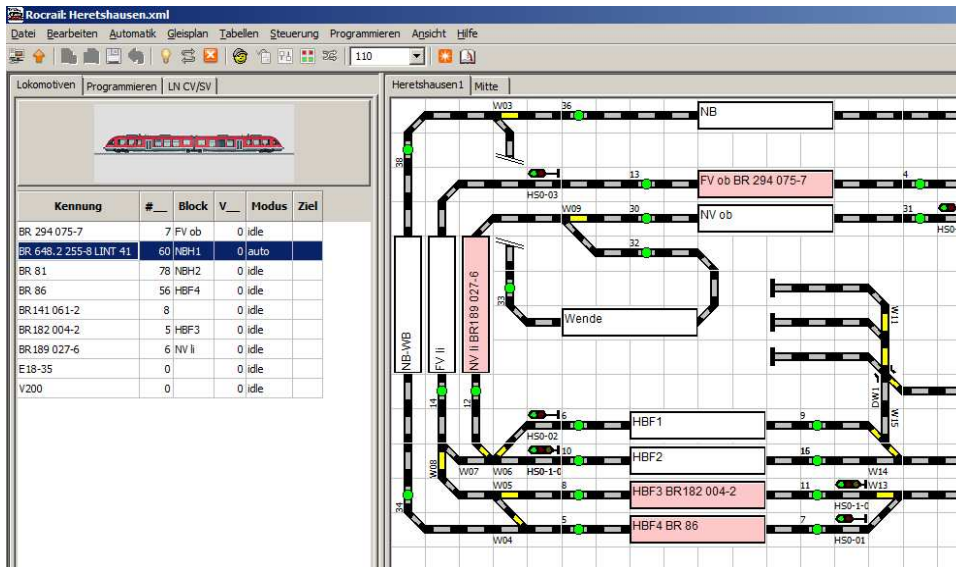 Rocrail: Heretshausen.xml
Datei Bearbeiten Automatik Gleisplan Tabellen Steuerung Programmieren Ansicht Hilfe
110
Lokomotiven Programmieren LN CV/SV
Heretshausen1 Mitte
Kennung #__ Block V__ Modus Ziel
BR 294 075-7 7 FV ob 0 idle
BR 648.2 255-8 LINT 41 60 NBH1 0 auto
BR 81 78 NBH2 0 idle
BR 86 56 HBF4 0 idle
BR141 061-2 8 0 idle
BR182 004-2 5 HBF3 0 idle
BR189 027-6 6 NV li 0 idle
E18-35 0 0 idle
V200 0 0 idle
W03 36 NB
38
HS0-03 13 FV ob BR 294 075-7 4
W09 30 NV ob 31 HS0-
32
33
Wende
W11
NB-WB
FV li
NV li BR189 027-6
DW1
W15
14
12
6 HBF1 9
HS0-02
10 HBF2 16
W08
W07 W06 HS0-1-0 W14
W05 8 HBF3 BR182 004-2 11 W13
HS0-1-0
34
5 HBF4 BR 86 7
W04 HS0-01